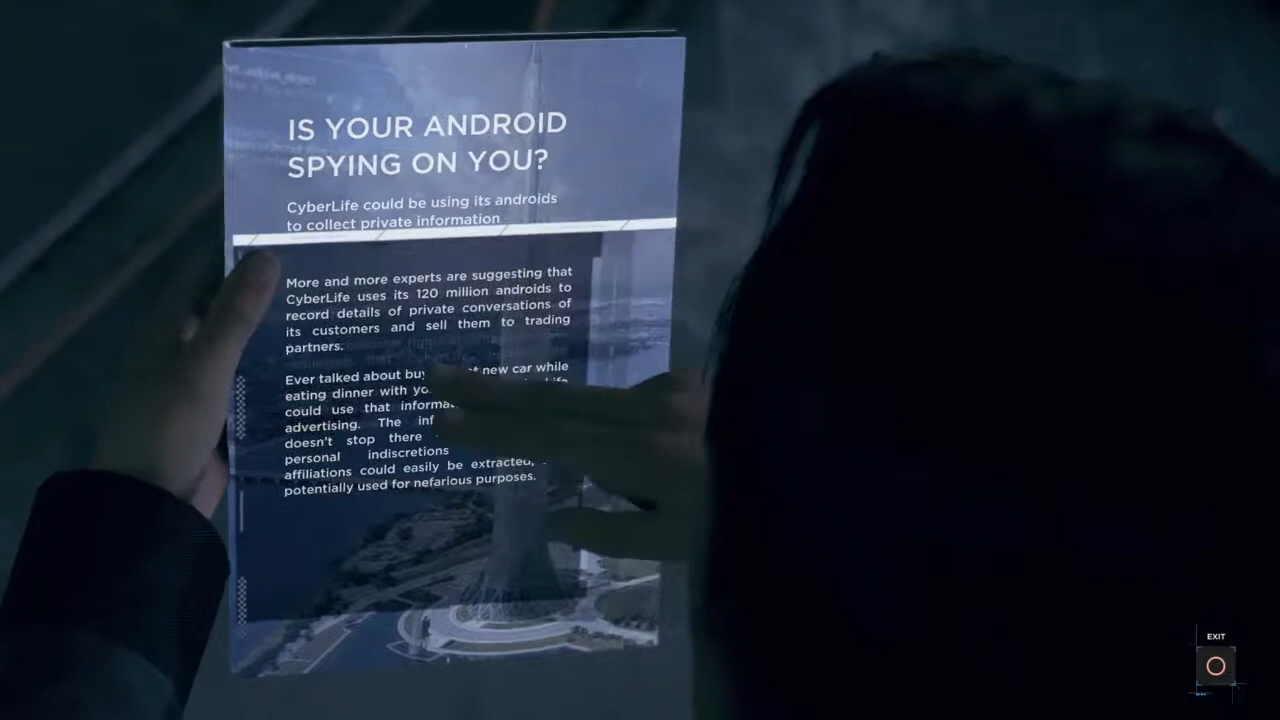 IS YOUR ANDROID
SPYING ON YOU?
CyberLife could be using its androids
to collect private information
More and more experts are suggesting that
CyberLife uses its 120 million androids to
record details of private conversations of
its customers and sell them to trading
partners.
Ever talked about new car while
eating dinner with
could use that
advertising. The
doesn't stop there
personal indiscretions
affiliations could easily be extracted,
potentially used for nefarious purposes.
EXIT